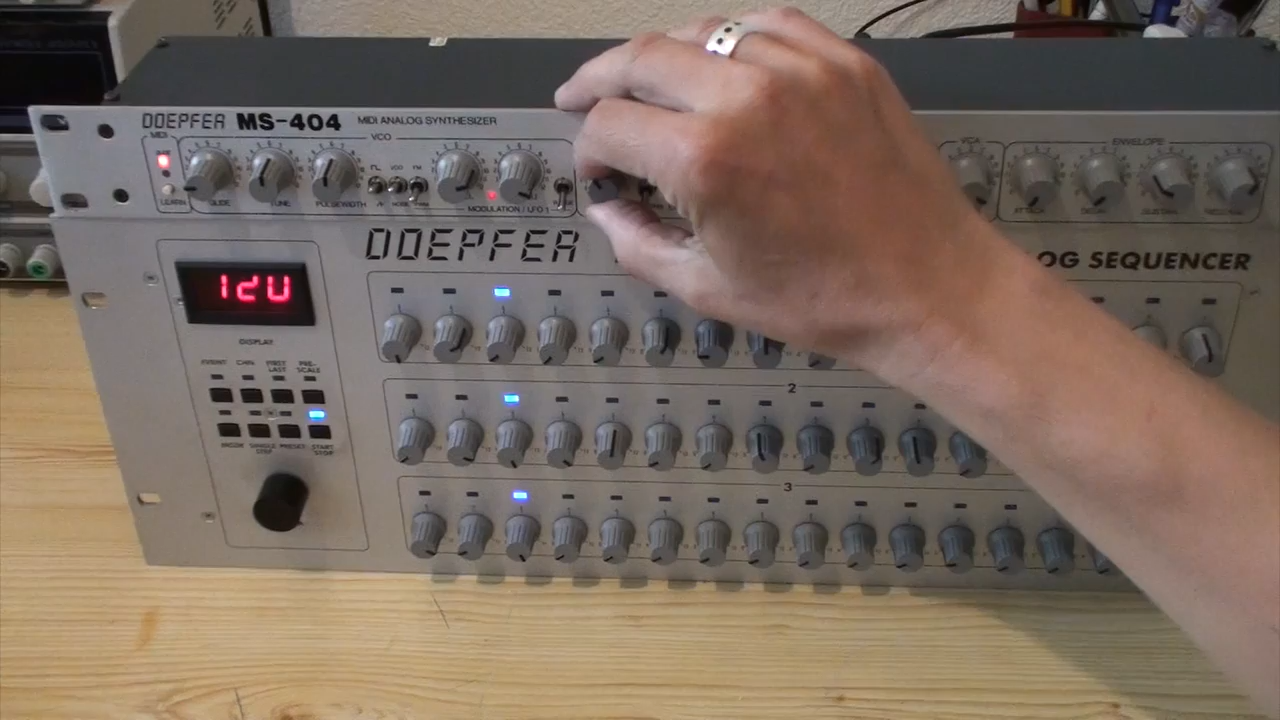 DOEPFER MS-404 MIDI ANALOG SYNTHESIZER
MIDI
VCO
VCA
ENVELOPE
LEARN
GLIDE
TUNE
PULSEWIDTH
MODULATION / LFO 1
ATTACK
DECAY
SUSTAIN
DOEPFER
OG SEQUENCER
120
DISPLAY
EVENT
CHN
FIRST
LAST
PRE-
SCALE
MODE
SINGLE
STEP
PRESET
START
STOP
2
3